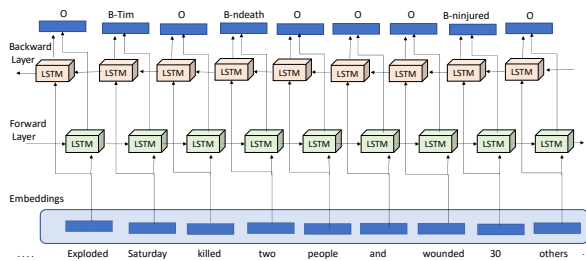 O B-Tim O B-ndeath O O O B-ninjured O
Backward
Layer
LSTM LSTM LSTM LSTM LSTM LSTM LSTM LSTM LSTM
Forward
Layer
LSTM LSTM LSTM LSTM LSTM LSTM LSTM LSTM LSTM
Embeddings
.... Exploded Saturday killed two people and wounded 30 others